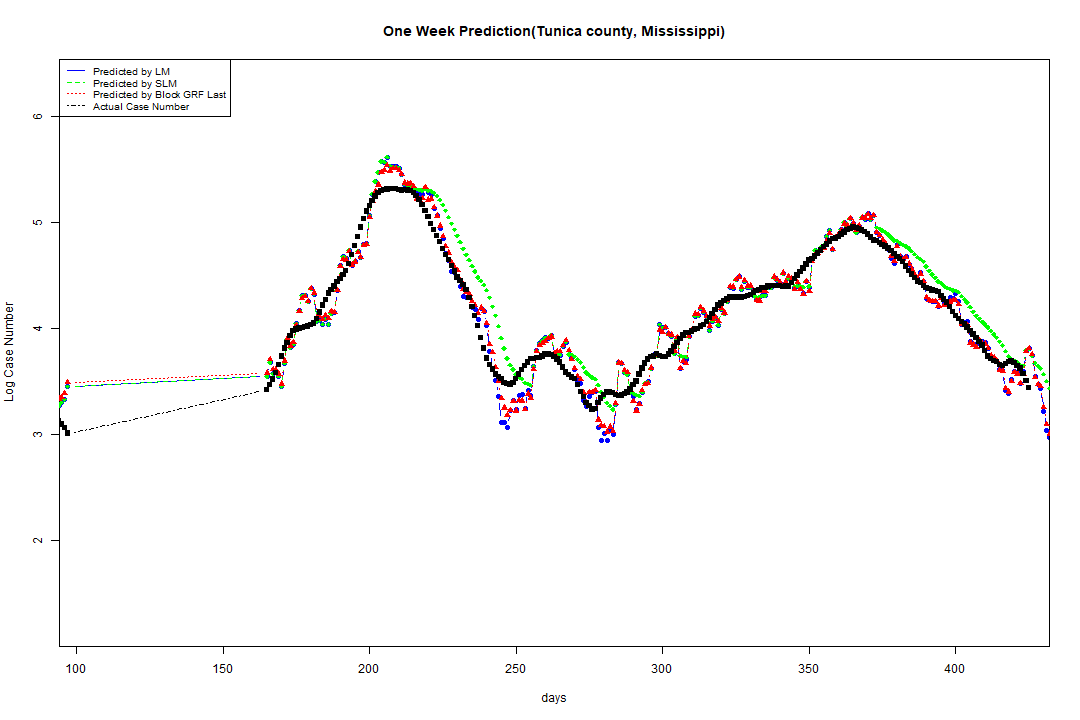 One Week Prediction(Tunica county, Mississippi)
Predicted by LM
Predicted by SLM
Predicted by Block GRF Last
Actual Case Number
6
5
4
3
2
Log Case Number
100 150 200 250 300 350 400
days